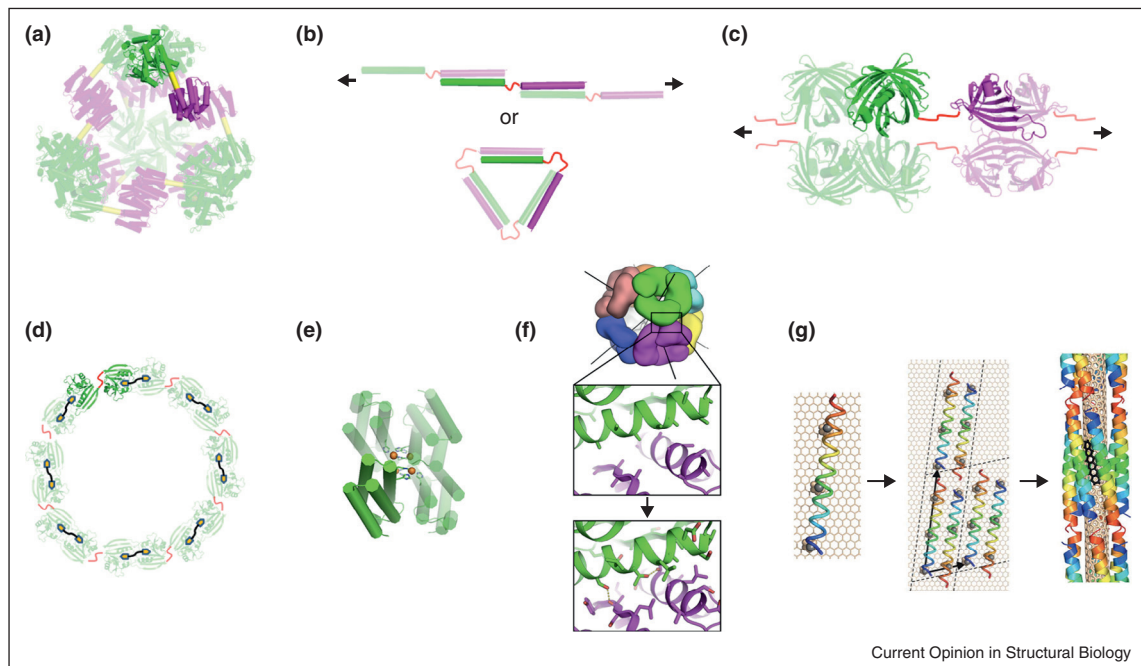 (a)
(b)
or
(c)
(d)
(e)
(f)
(g)
Current Opinion in Structural Biology